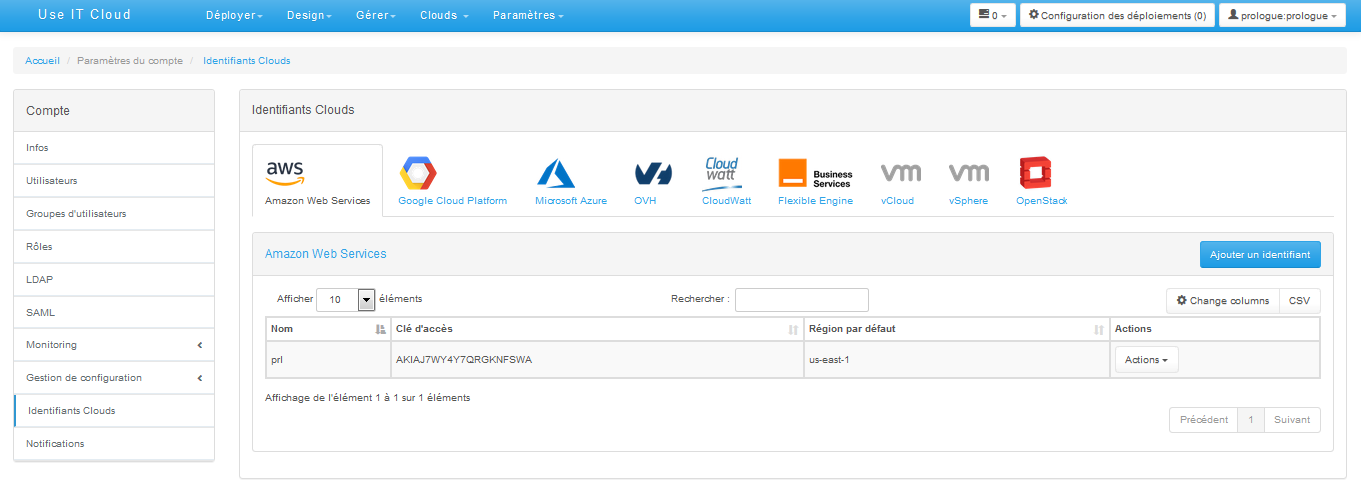 Use IT Cloud Déployer Design Gérer Clouds Paramètres 0 Configuration des déploiements (0) prologue:prologue
Accueil / Paramètres du compte / Identifiants Clouds
Compte
Infos
Utilisateurs
Groupes d'utilisateurs
Rôles
LDAP
SAML
Monitoring
Gestion de configuration
Identifiants Clouds
Notifications
Identifiants Clouds
aws
Amazon Web Services
Google Cloud Platform
Microsoft Azure
OVH
Cloud
watt
CloudWatt
Business
Services
Flexible Engine
vm
vCloud
vm
vSphere
OpenStack
Amazon Web Services Ajouter un identifiant
Afficher 10 éléments Rechercher : Change columns CSV
Nom Clé d'accès Région par défaut Actions
prl AKIAJ7WY4Y7QRGKNFSWA us-east-1 Actions
Affichage de l'élément 1 à 1 sur 1 éléments
Précédent 1 Suivant